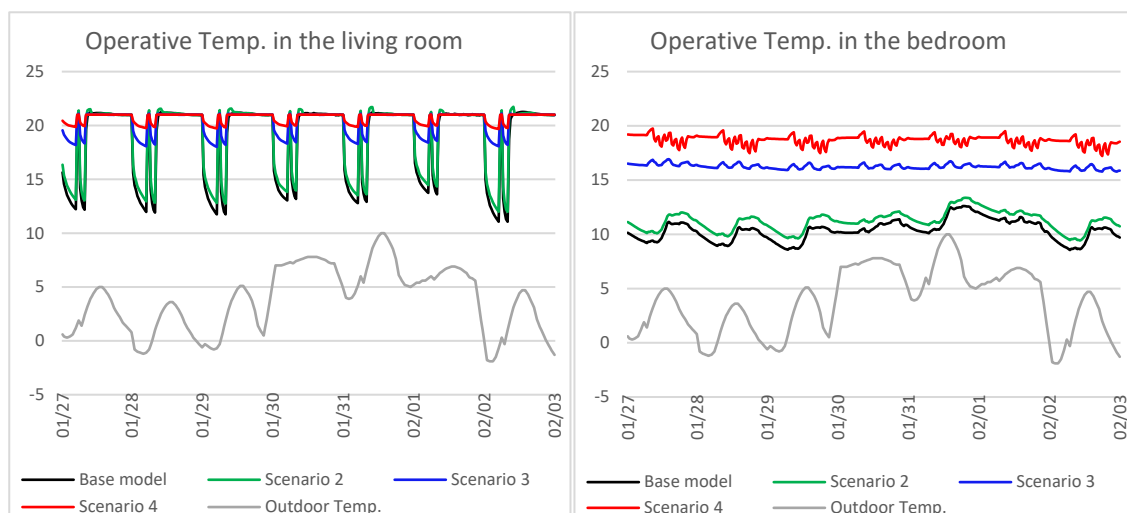 Operative Temp. in the living room
25
20
15
10
5
0
-5
01/27
01/28
01/29
01/30
01/31
02/01
02/02
02/03
Base model
Scenario 2
Scenario 3
Scenario 4
Outdoor Temp.
Operative Temp. in the bedroom
25
20
15
10
5
0
-5
01/27
01/28
01/29
01/30
01/31
02/01
02/02
02/03
Base model
Scenario 2
Scenario 3
Scenario 4
Outdoor Temp.